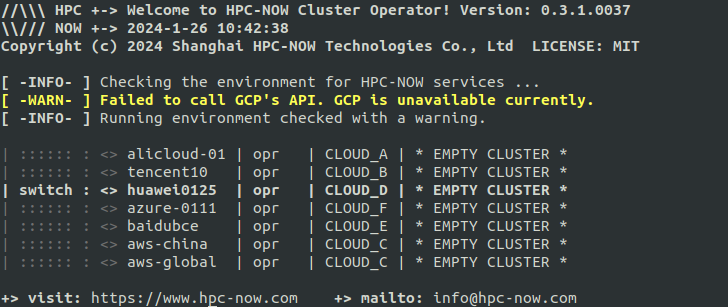 //\\\ HPC +-> Welcome to HPC-NOW Cluster Operator! Version: 0.3.1.0037
\\/// NOW +-> 2024-1-26 10:42:38
Copyright (c) 2024 Shanghai HPC-NOW Technologies Co., Ltd  LICENSE: MIT
[ -INFO- ] Checking the environment for HPC-NOW services ...
[ -WARN- ] Failed to call GCP's API. GCP is unavailable currently.
[ -INFO- ] Running environment checked with a warning.
| :::::: : <> alicloud-01 | opr   | CLOUD_A | * EMPTY CLUSTER *
| :::::: : <> tencent10   | opr   | CLOUD_B | * EMPTY CLUSTER *
| switch : <> huawei0125  | opr   | CLOUD_D | * EMPTY CLUSTER *
| :::::: : <> azure-0111  | opr   | CLOUD_F | * EMPTY CLUSTER *
| :::::: : <> baidubce    | opr   | CLOUD_E | * EMPTY CLUSTER *
| :::::: : <> aws-china   | opr   | CLOUD_C | * EMPTY CLUSTER *
| :::::: : <> aws-global  | opr   | CLOUD_C | * EMPTY CLUSTER *
+> visit: https://www.hpc-now.com    +> mailto: info@hpc-now.com